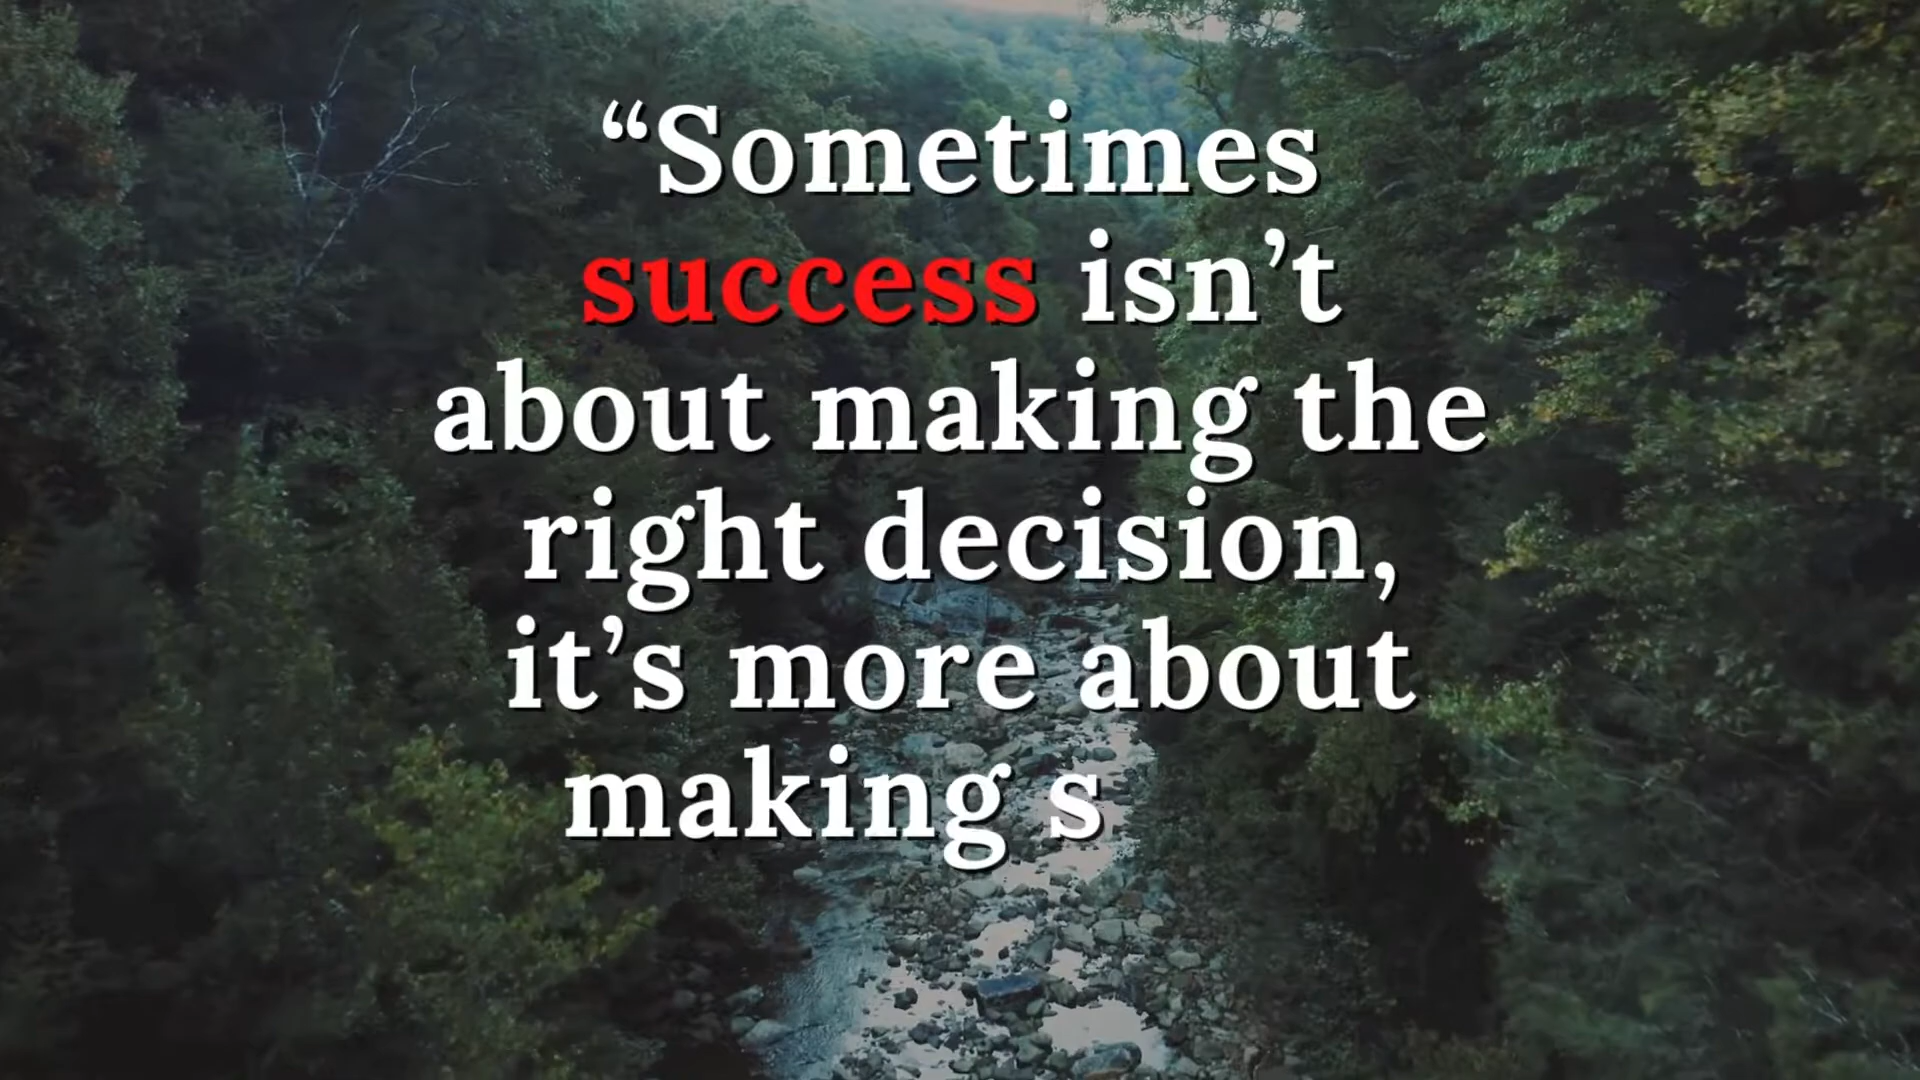 “Sometimes
success isn’t
about making the
right decision,
it’s more about
making s